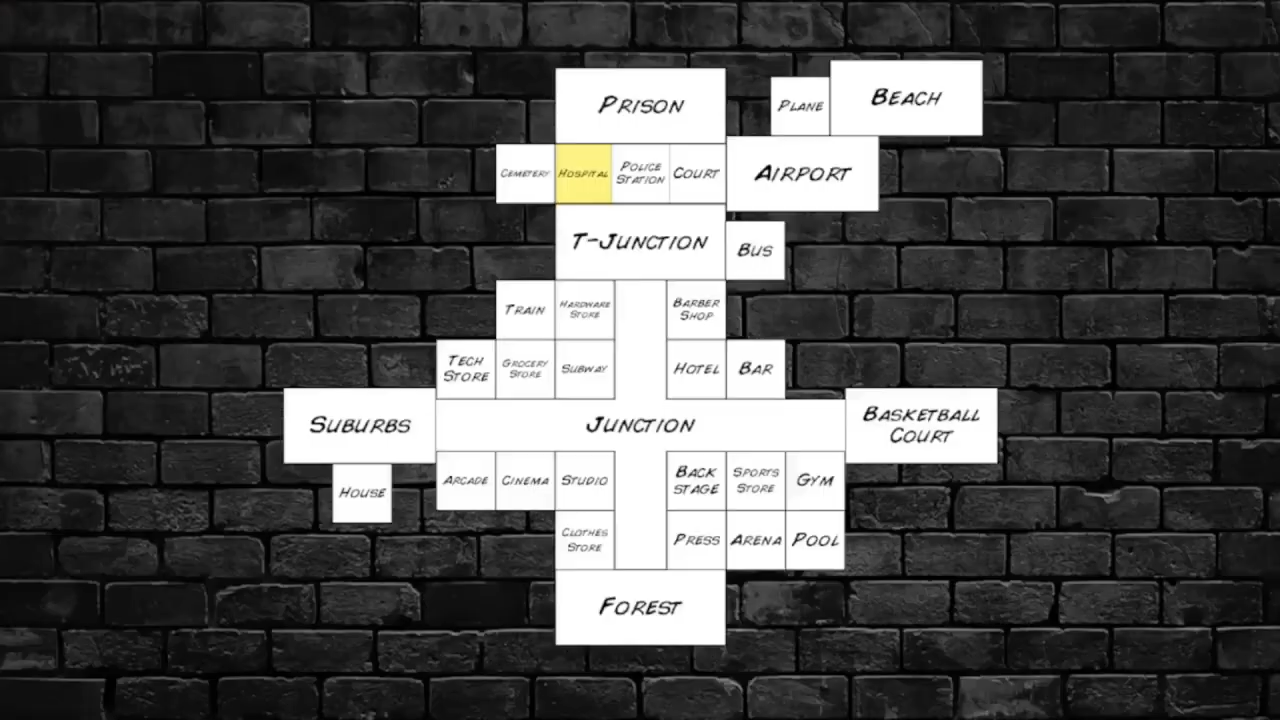 Prison
Plane
Beach
Cemetery
Hospital
Police
Station
Court
Airport
T-Junction
Bus
Train
Hardware
Store
Barber
Shop
Tech
Store
Grocery
Store
Subway
Hotel
Bar
Suburbs
Junction
Basketball
Court
House
Arcade
Cinema
Studio
Back
Stage
Sports
Store
Gym
Clothes
Store
Press
Arena
Pool
Forest